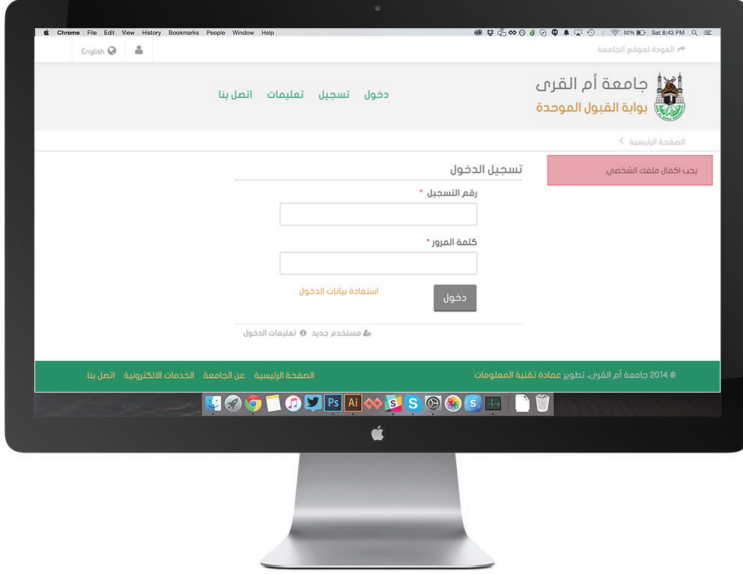 Chrome File Edit View History Bookmarks People Window Help
51% Sat 8:43 PM
العودة لموقع الجامعة
English
جامعة أم القرى
بوابة القبول الموحدة
دخول تسجيل تعليمات اتصل بنا
الصفحة الرئيسية
يجب اكمال ملفك الشخصي
تسجيل الدخول
رقم التسجيل *
كلمة المرور *
دخول
استعادة بيانات الدخول
مستخدم جديد تعليمات الدخول
© 2014 جامعة أم القرى، تطوير عمادة تقنية المعلومات
الصفحة الرئيسية عن الجامعة الخدمات الالكترونية اتصل بنا
Ps Ai S S S